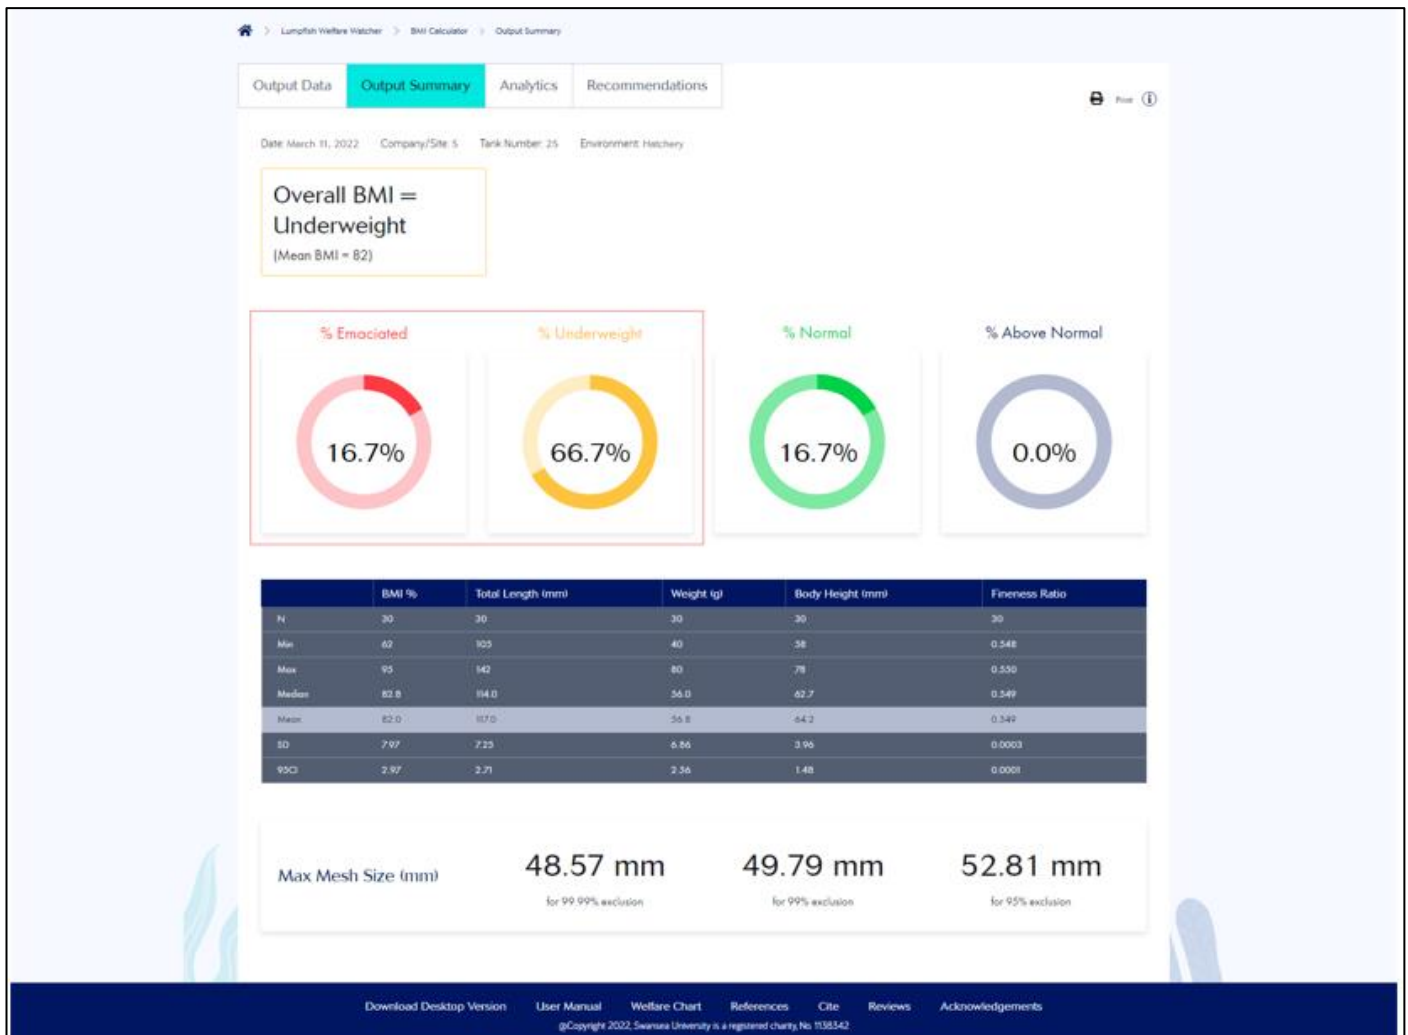 > Lumpfish Welfare Watcher > BMI Calculator > Output Summary
Output Data Output Summary Analytics Recommendations
Print
Date: March 11, 2022 Company/Site: 5 Tank Number: 25 Environment: Hatchery
Overall BMI =
Underweight
(Mean BMI = 82)
% Emaciated % Underweight % Normal % Above Normal
16.7% 66.7% 16.7% 0.0%
BMI % Total Length (mm) Weight (g) Body Height (mm) Fineness Ratio
N 30 30 30 30 30
Min 62 105 40 58 0.548
Max 95 142 80 78 0.550
Median 82.8 114.0 56.0 62.7 0.549
Mean 82.0 117.0 56.8 64.2 0.549
SD 7.97 7.25 6.86 3.96 0.0003
95CI 2.97 2.71 2.56 1.48 0.0001
Max Mesh Size (mm) 48.57 mm 49.79 mm 52.81 mm
for 99.99% exclusion for 99% exclusion for 95% exclusion
Download Desktop Version User Manual Welfare Chart References Cite Reviews Acknowledgements
@Copyright 2022, Swansea University is a registered charity, No. 1138342